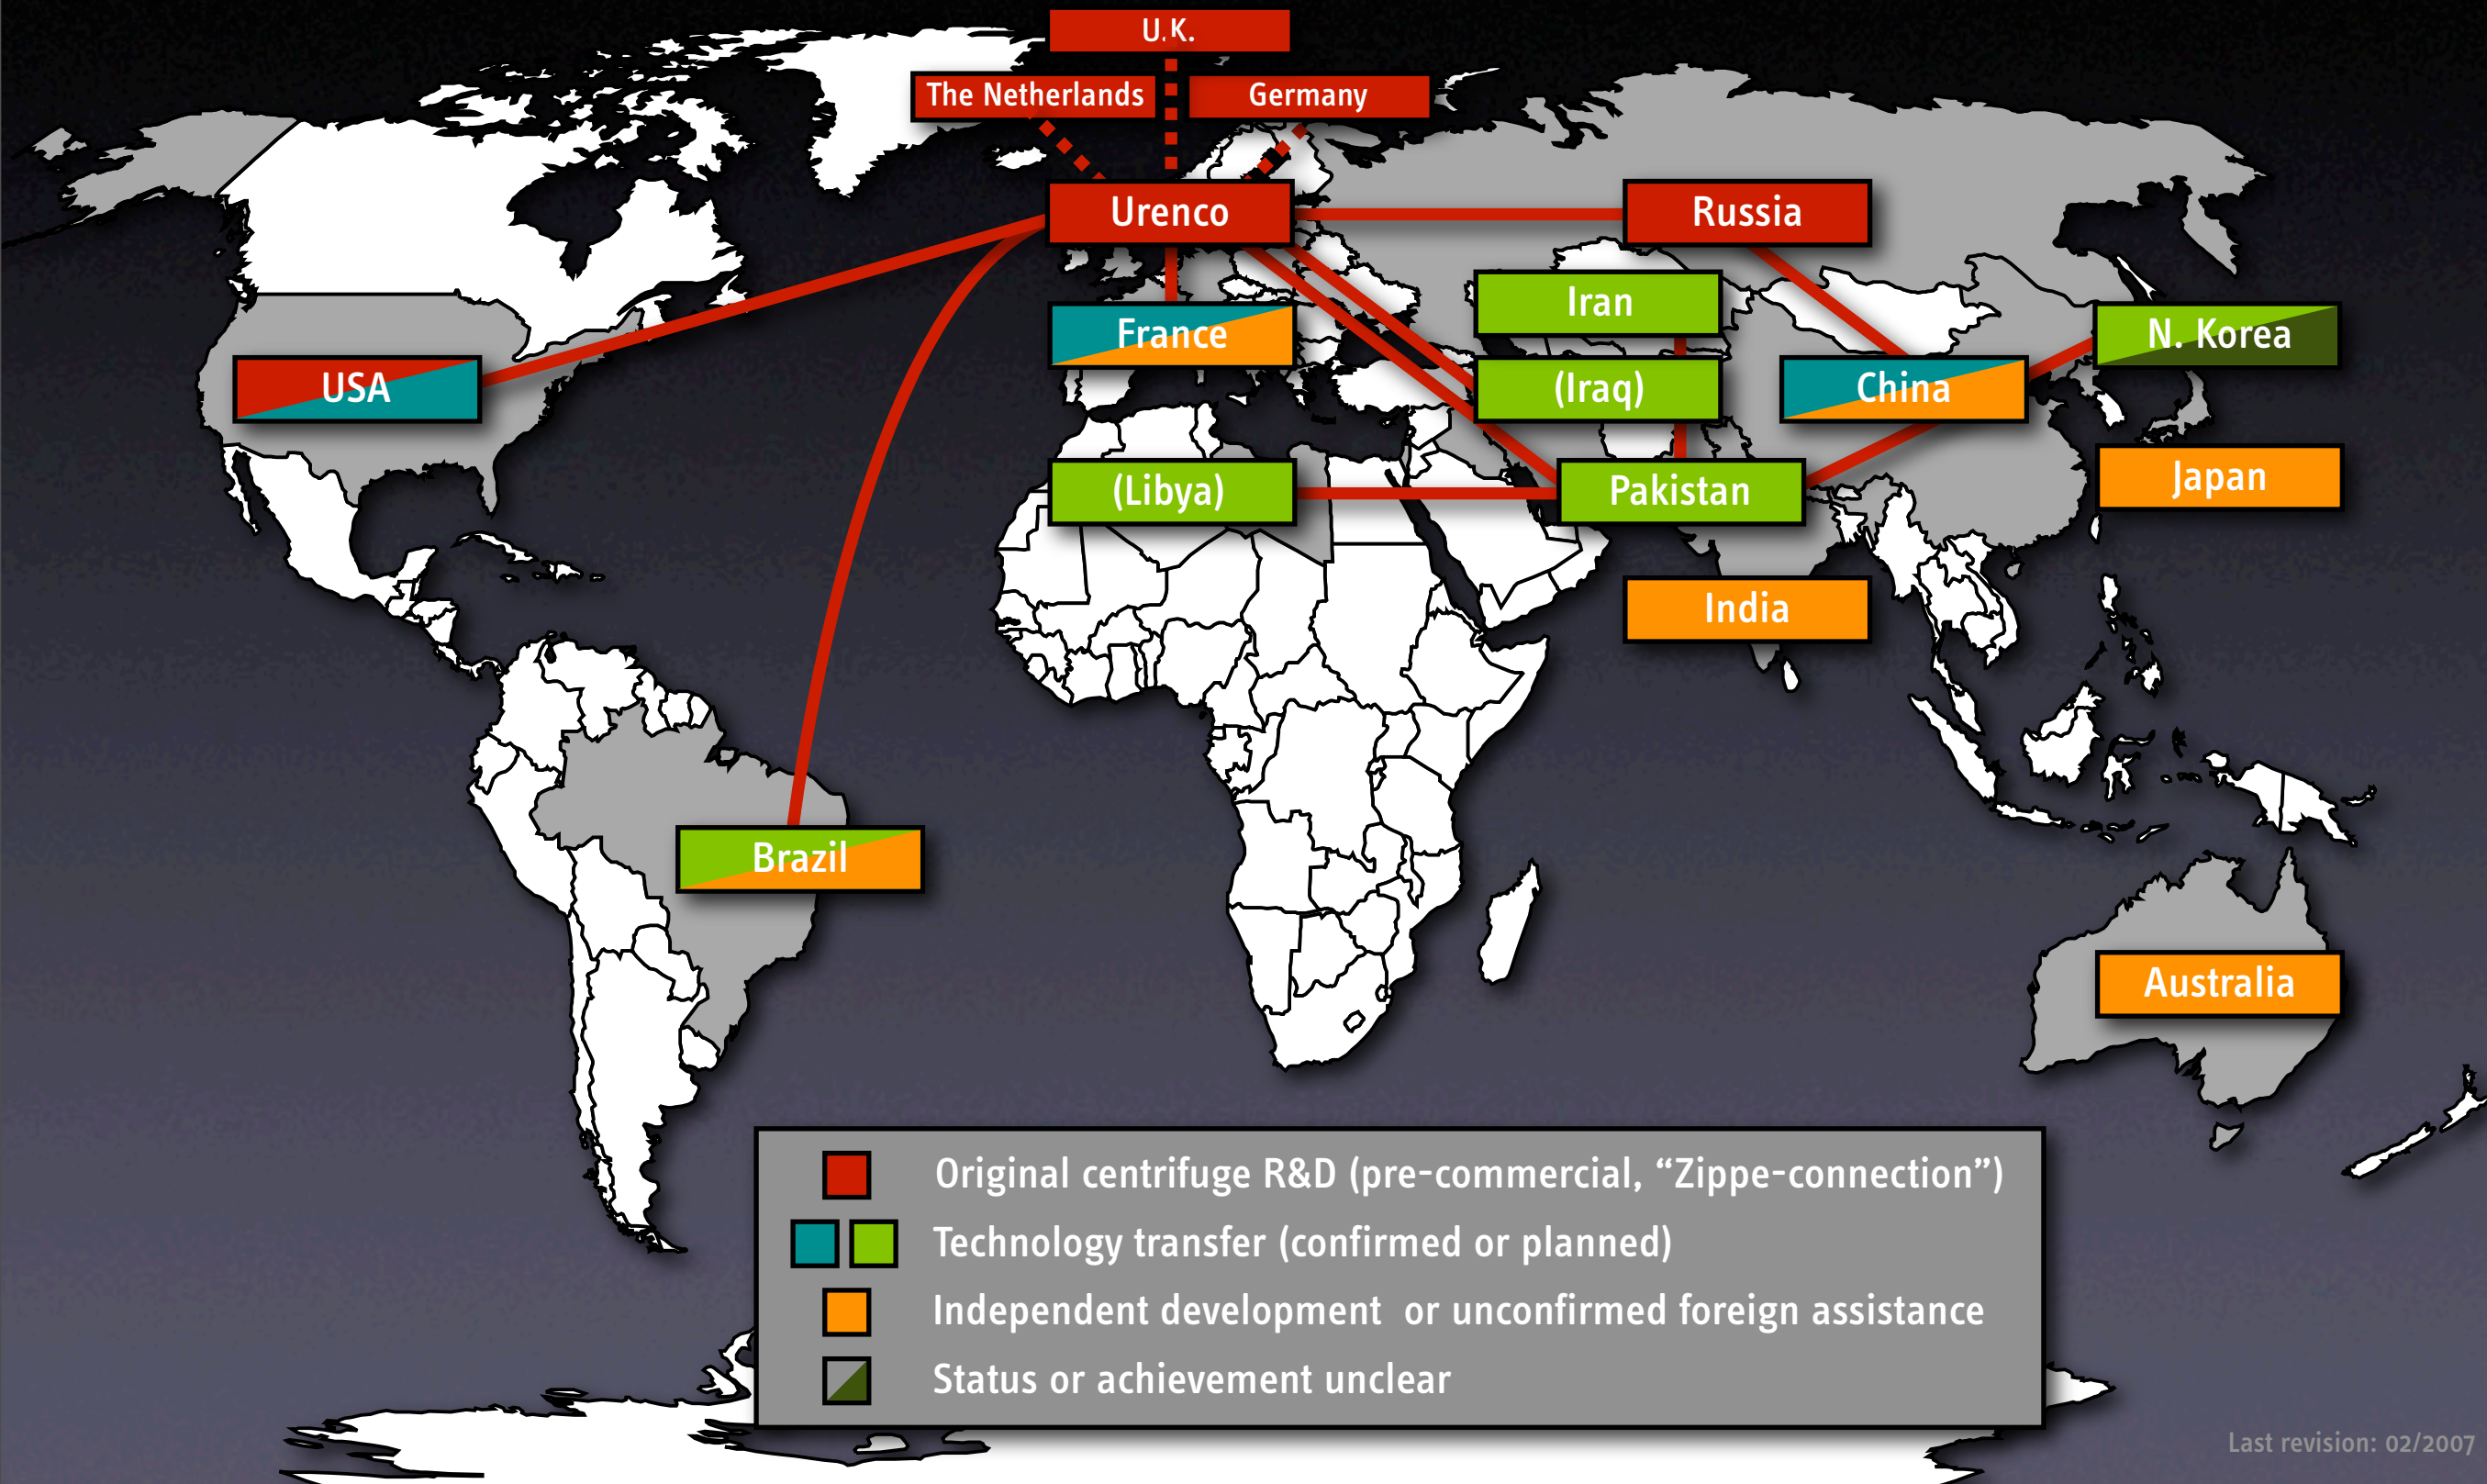 U.K.
The Netherlands
Germany
Urenco
Russia
Iran
France
N. Korea
USA
(Iraq)
China
(Libya)
Pakistan
Japan
India
Brazil
Australia
Original centrifuge R&D (pre-commercial, “Zippe-connection”)
Technology transfer (confirmed or planned)
Independent development or unconfirmed foreign assistance
Status or achievement unclear
Last revision: 02/2007